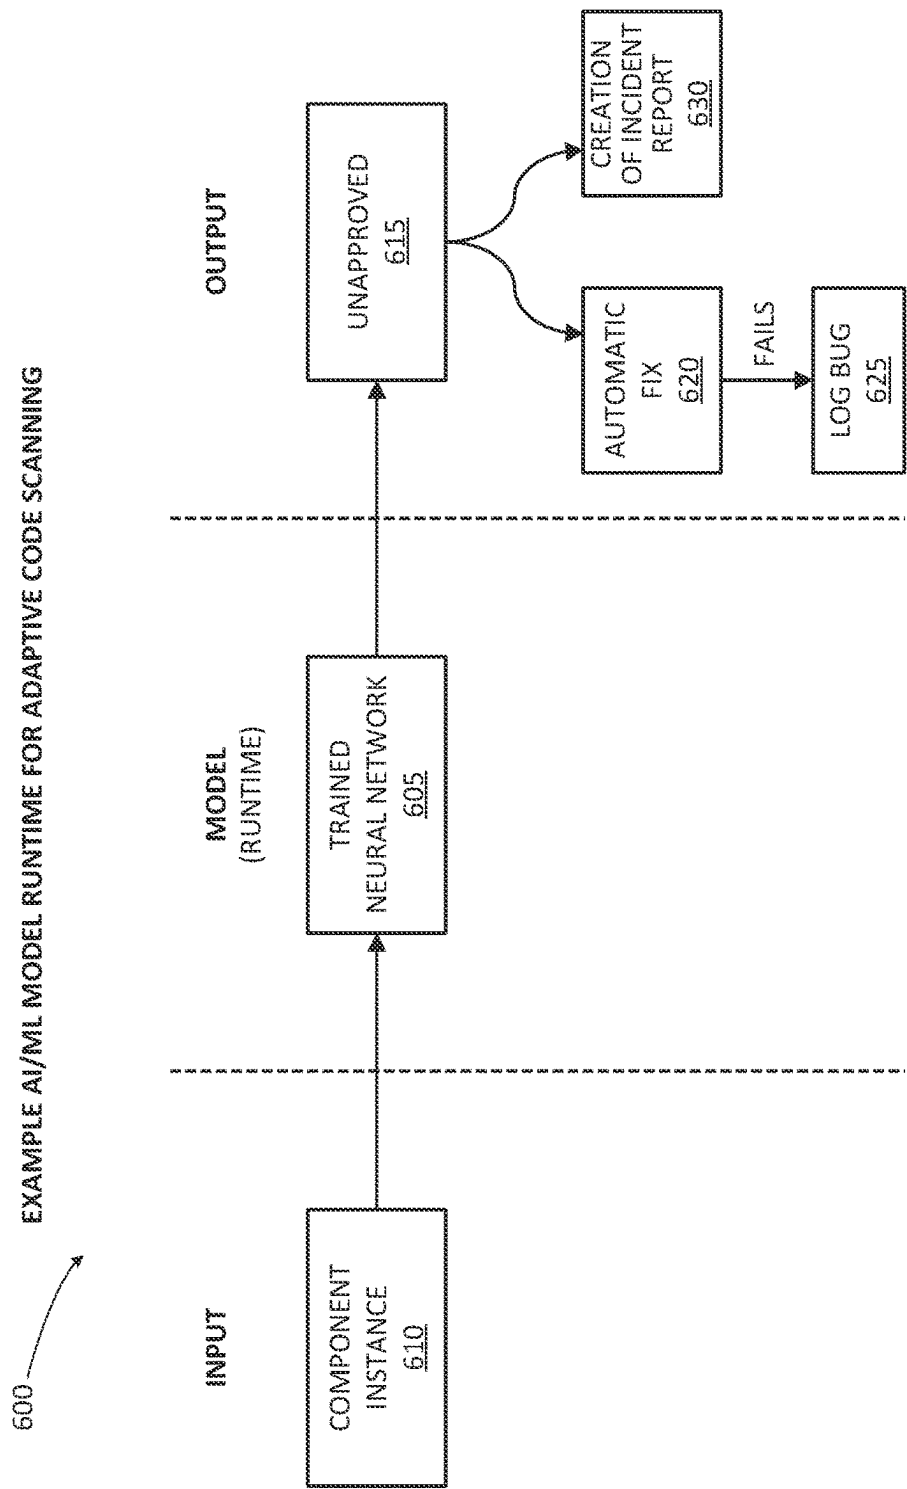 600
EXAMPLE AI/ML MODEL RUNTIME FOR ADAPTIVE CODE SCANNING
INPUT
MODEL
(RUNTIME)
OUTPUT
COMPONENT
INSTANCE
610
TRAINED
NEURAL NETWORK
605
UNAPPROVED
615
AUTOMATIC
FIX
620
FAILS
LOG BUG
625
CREATION
OF INCIDENT
REPORT
630